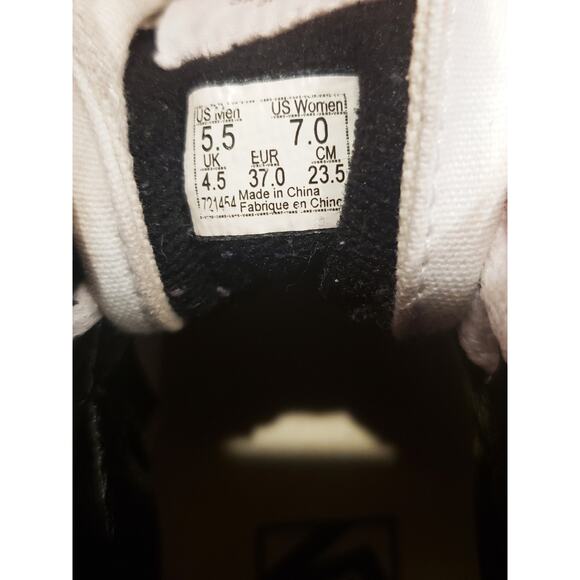 US Men US Women
5.5 7.0
UK EUR CM
4.5 37.0 23.5
721454 Made in China
Fabrique en Chine